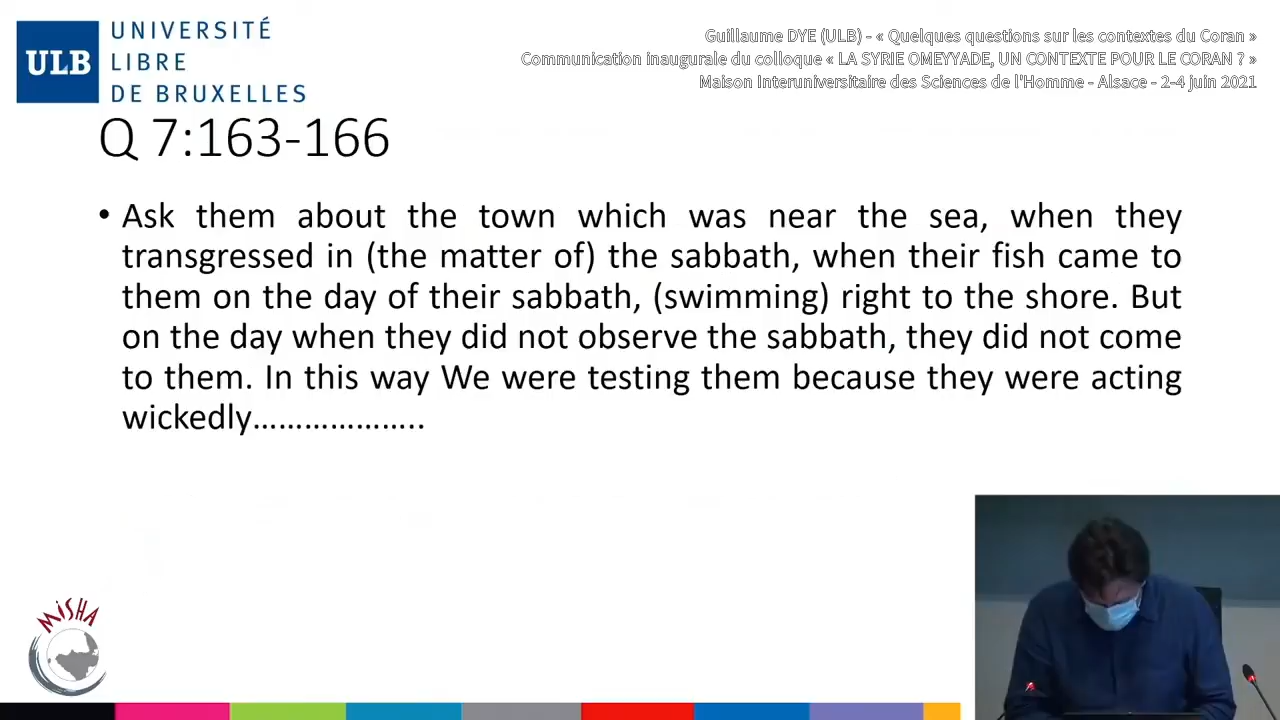 ULB
UNIVERSITÉ
LIBRE
DE BRUXELLES
Guillaume DYE (ULB) - « Quelques questions sur les contextes du Coran »
Communication inaugurale du colloque « LA SYRIE OMEYYADE, UN CONTEXTE POUR LE CORAN ? »
Maison Interuniversitaire des Sciences de l'Homme - Alsace - 2-4 juin 2021
Q 7:163-166
• Ask them about the town which was near the sea, when they
transgressed in (the matter of) the sabbath, when their fish came to
them on the day of their sabbath, (swimming) right to the shore. But
on the day when they did not observe the sabbath, they did not come
to them. In this way We were testing them because they were acting
wickedly………………..
MISHA